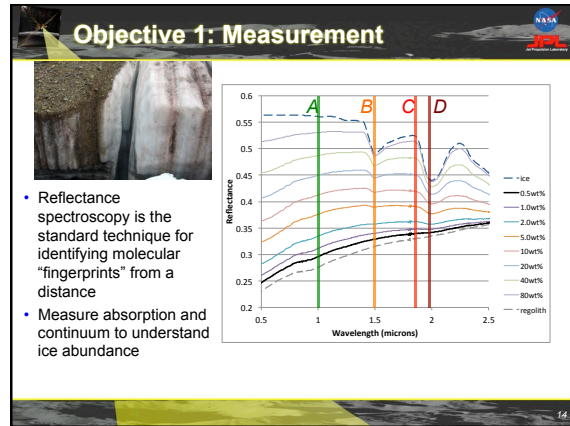 Objective 1: Measurement
NASA
JPL
Jet Propulsion Laboratory
• Reflectance
spectroscopy is the
standard technique for
identifying molecular
“fingerprints” from a
distance
• Measure absorption and
continuum to understand
ice abundance
A B C D
0.6
0.55
0.5
0.45
0.4
0.35
0.3
0.25
0.2
Reflectance
0.5 1 1.5 2 2.5
Wavelength (microns)
ice
0.5wt%
1.0wt%
2.0wt%
5.0wt%
10wt%
20wt%
40wt%
80wt%
regolith
14